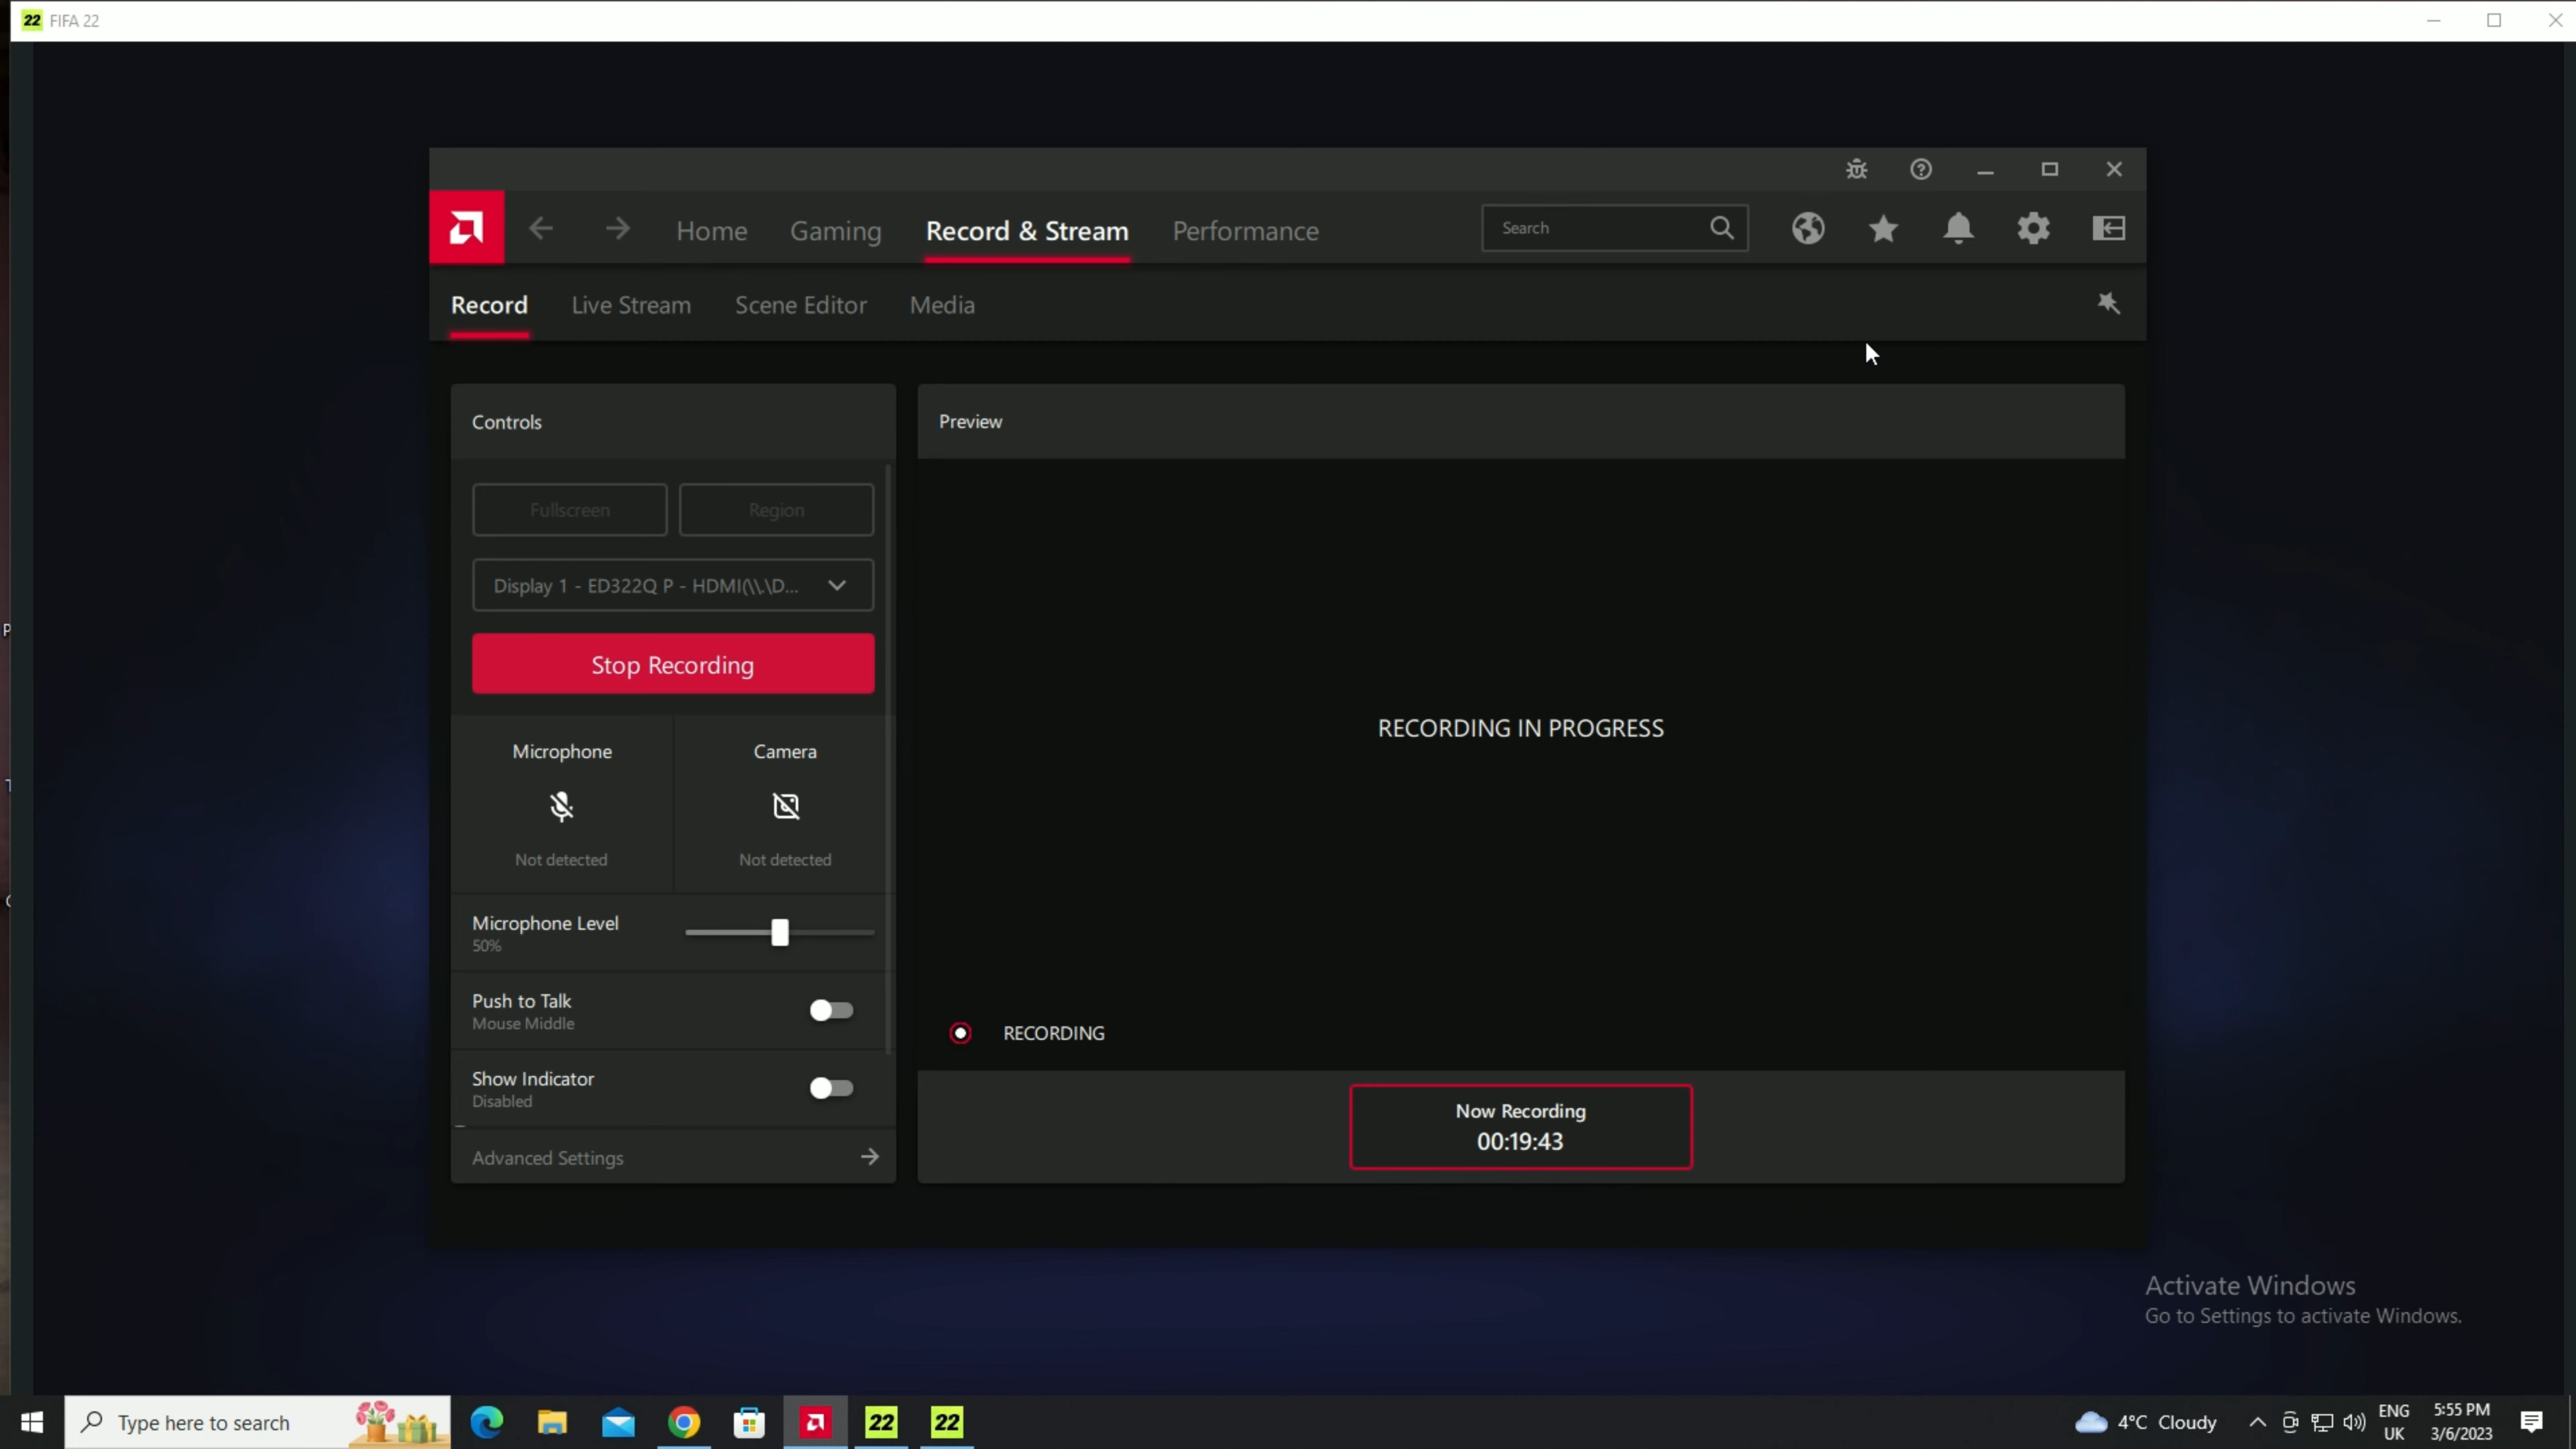 22 FIFA 22
Home Gaming Record & Stream Performance Search
Record Live Stream Scene Editor Media
Controls
Preview
Fullscreen Region
Display 1 - ED322Q P - HDMI(\\.\D...
Stop Recording
Microphone Camera
RECORDING IN PROGRESS
Not detected Not detected
Microphone Level
50%
Push to Talk
Mouse Middle
RECORDING
Show Indicator
Disabled
Now Recording
00:19:43
Advanced Settings
Activate Windows
Go to Settings to activate Windows.
Type here to search
22 22
4°C Cloudy
ENG
UK
5:55 PM
3/6/2023
P
T